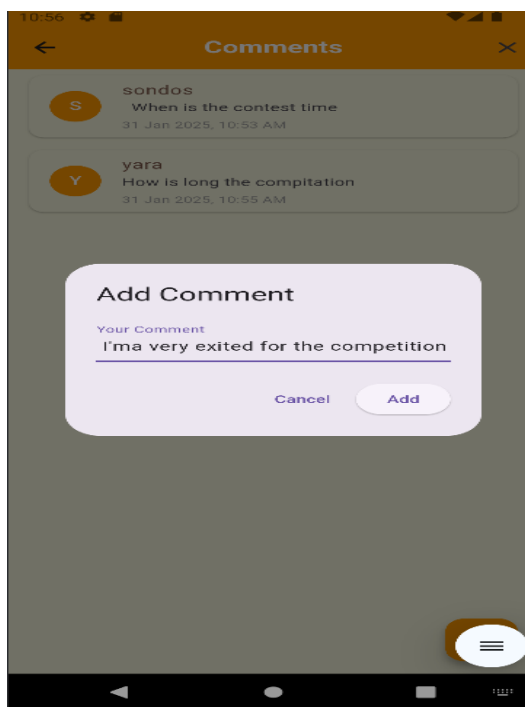 10:56
Comments
S
sondos
When is the contest time
31 Jan 2025, 10:53 AM
Y
yara
How is long the compitation
31 Jan 2025, 10:55 AM
Add Comment
Your Comment
I'ma very exited for the competition
Cancel
Add